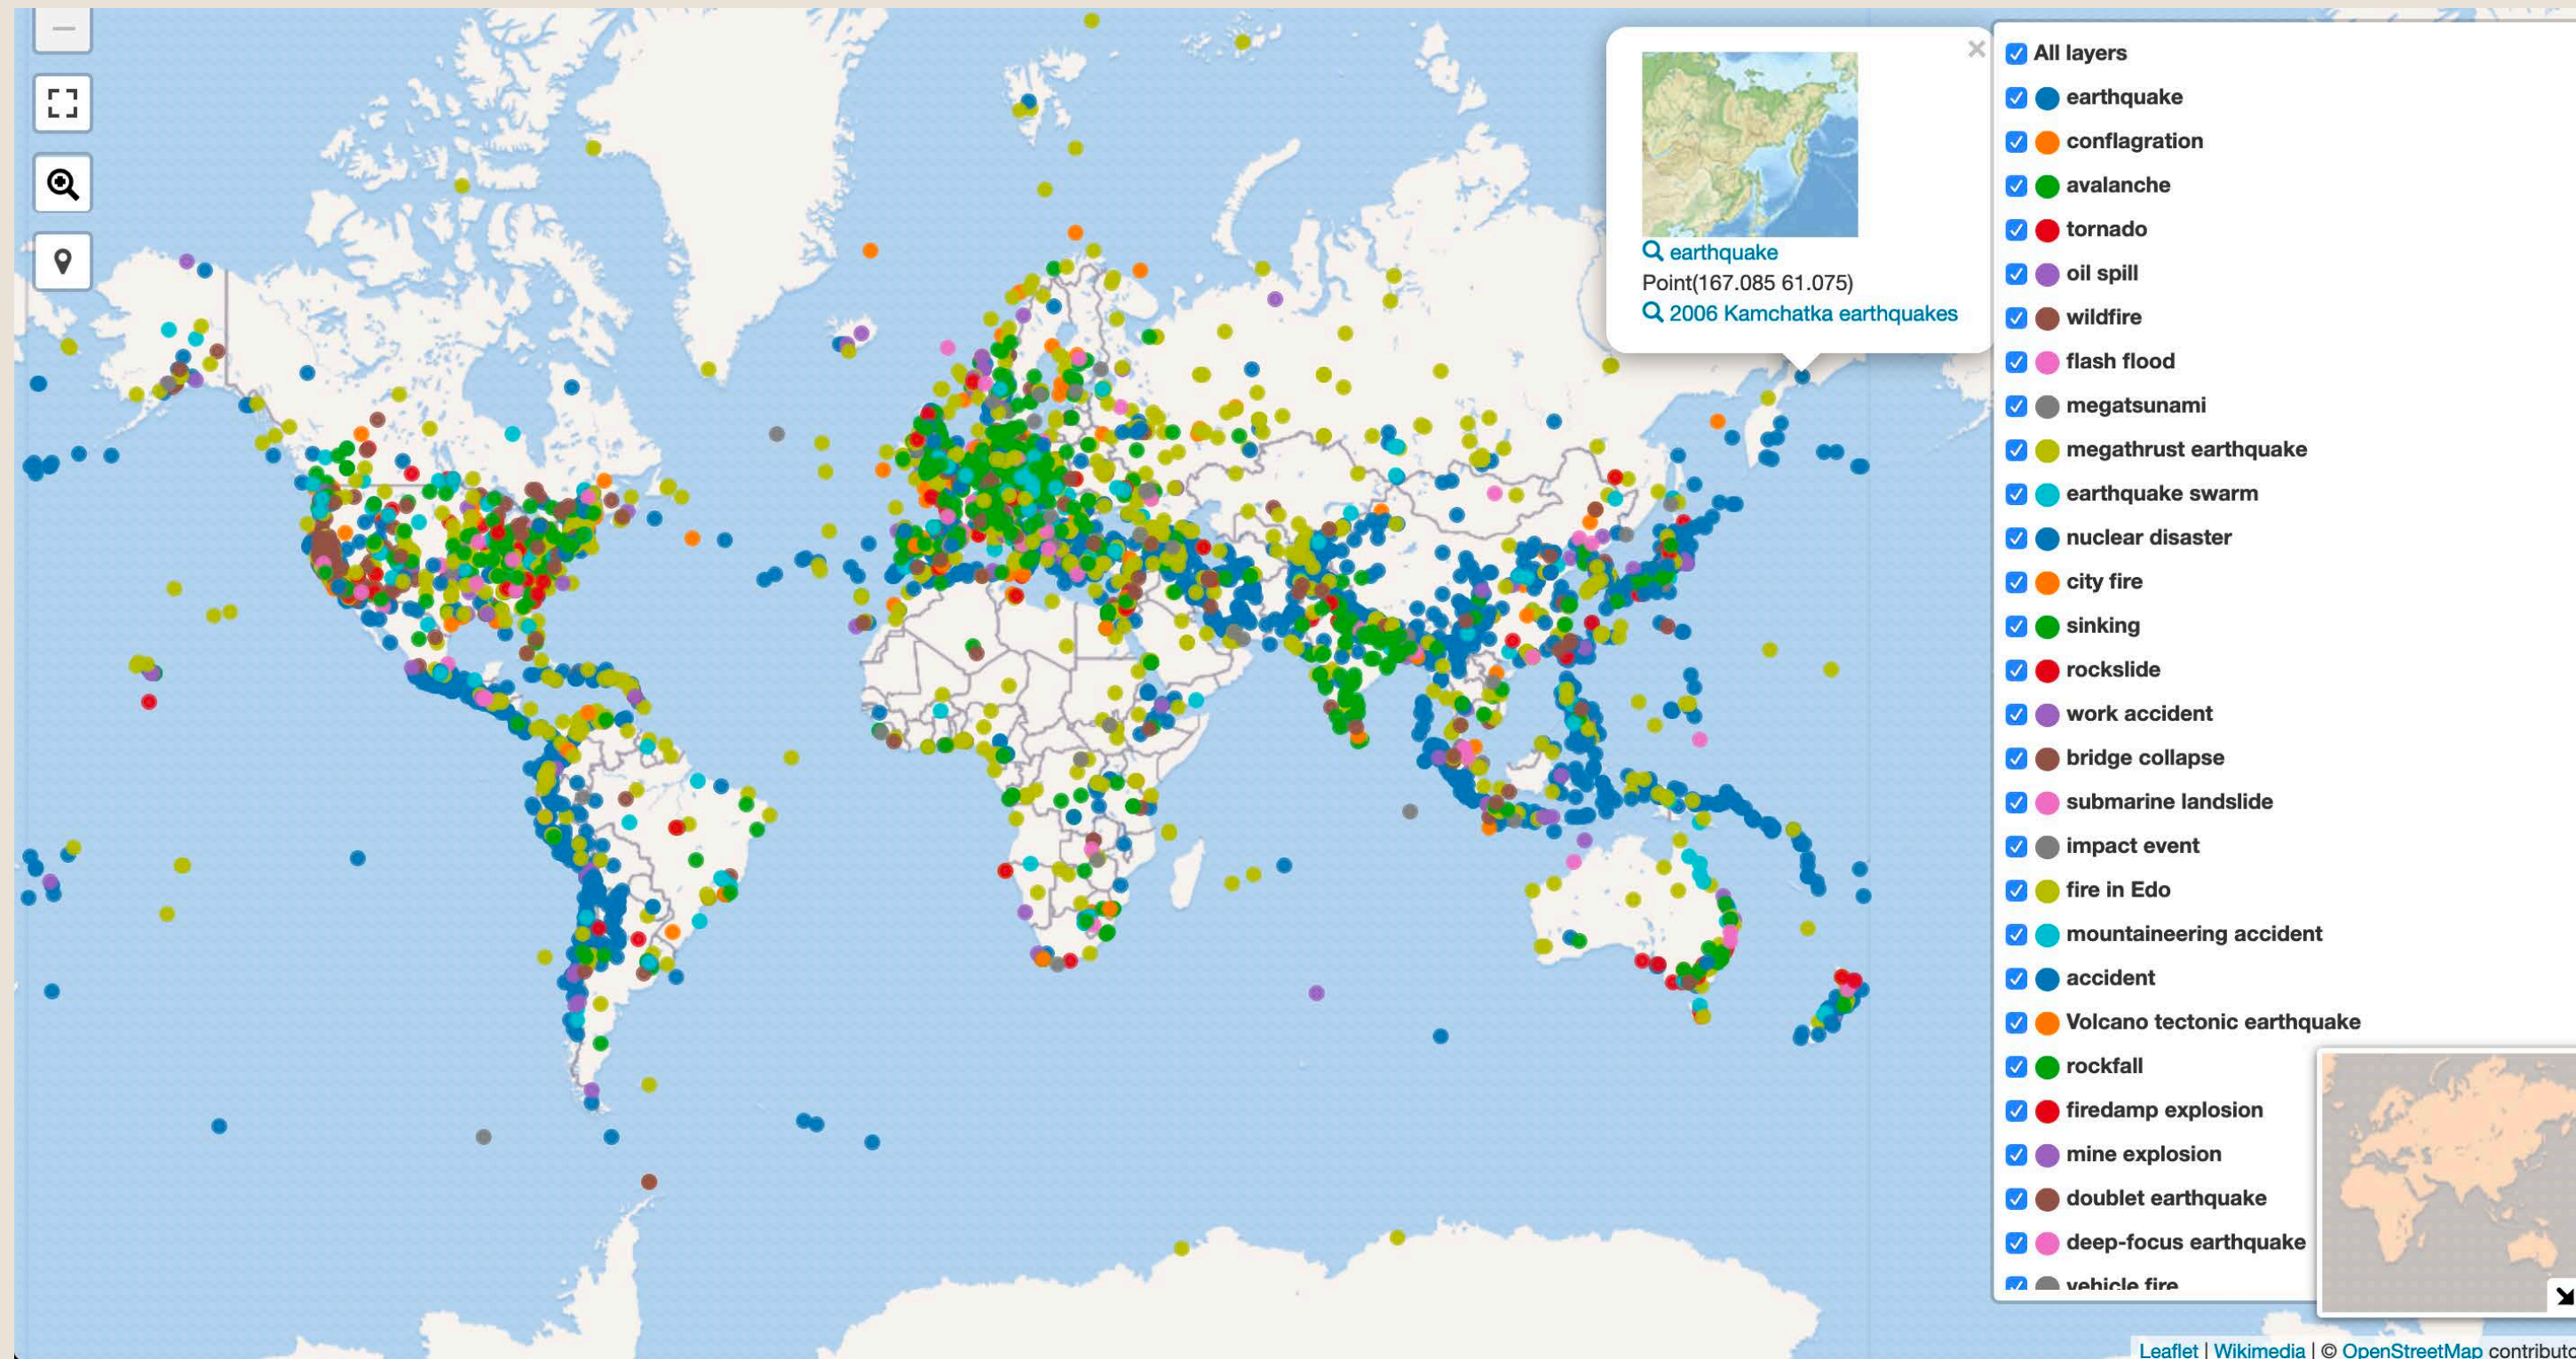 earthquake
Point(167.085 61.075)
2006 Kamchatka earthquakes
All layers
earthquake
conflagration
avalanche
tornado
oil spill
wildfire
flash flood
megatsunami
megathrust earthquake
earthquake swarm
nuclear disaster
city fire
sinking
rockslide
work accident
bridge collapse
submarine landslide
impact event
fire in Edo
mountaineering accident
accident
Volcano tectonic earthquake
rockfall
firedamp explosion
mine explosion
doublet earthquake
deep-focus earthquake
vehicle fire
Leaflet | Wikimedia | © OpenStreetMap contributo